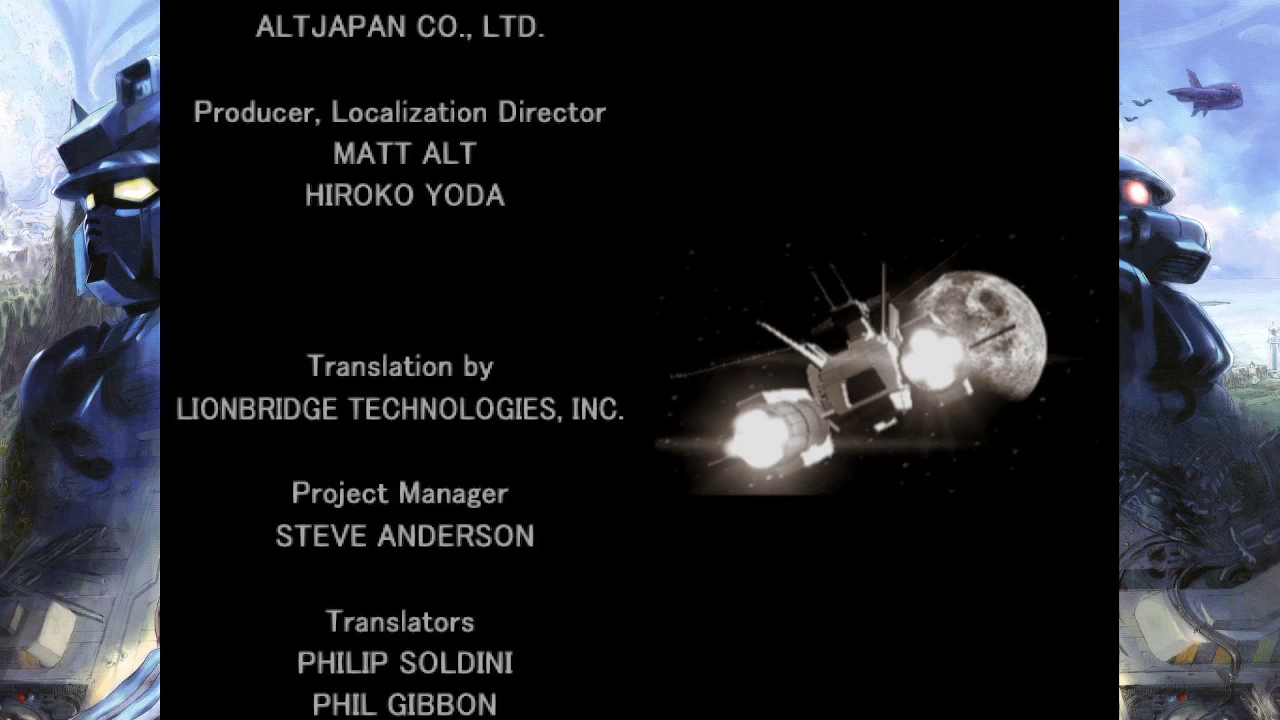 ALTJAPAN CO., LTD.
Producer, Localization Director
MATT ALT
HIROKO YODA
Translation by
LIONBRIDGE TECHNOLOGIES, INC.
Project Manager
STEVE ANDERSON
Translators
PHILIP SOLDINI
PHIL GIBBON